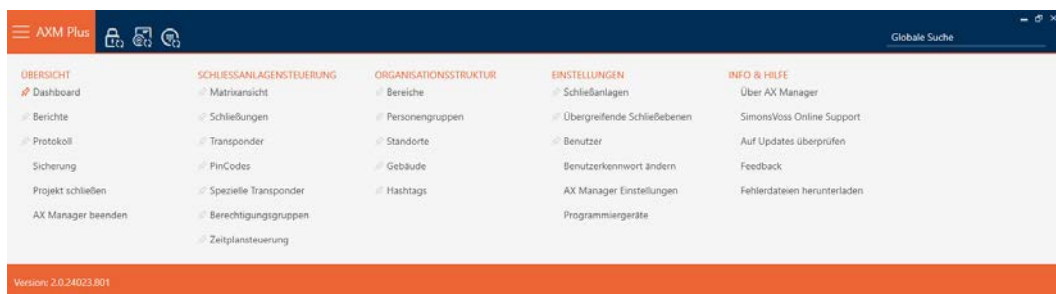 AXM Plus
Globale Suche
ÜBERSICHT
Dashboard
Berichte
Protokoll
Sicherung
Projekt schließen
AX Manager beenden
SCHLIESSANLAGENSTEUERUNG
Matrixansicht
Schließungen
Transponder
PinCodes
Spezielle Transponder
Berechtigungsgruppen
Zeitplansteuerung
ORGANISATIONSSTRUKTUR
Bereiche
Personengruppen
Standorte
Gebäude
Hashtags
EINSTELLUNGEN
Schließanlagen
Übergreifende Schließebenen
Benutzer
Benutzerkennwort ändern
AX Manager Einstellungen
Programmiergeräte
INFO & HILFE
Über AX Manager
SimonsVoss Online Support
Auf Updates überprüfen
Feedback
Fehlerdateien herunterladen
Version: 2.0.24023.801